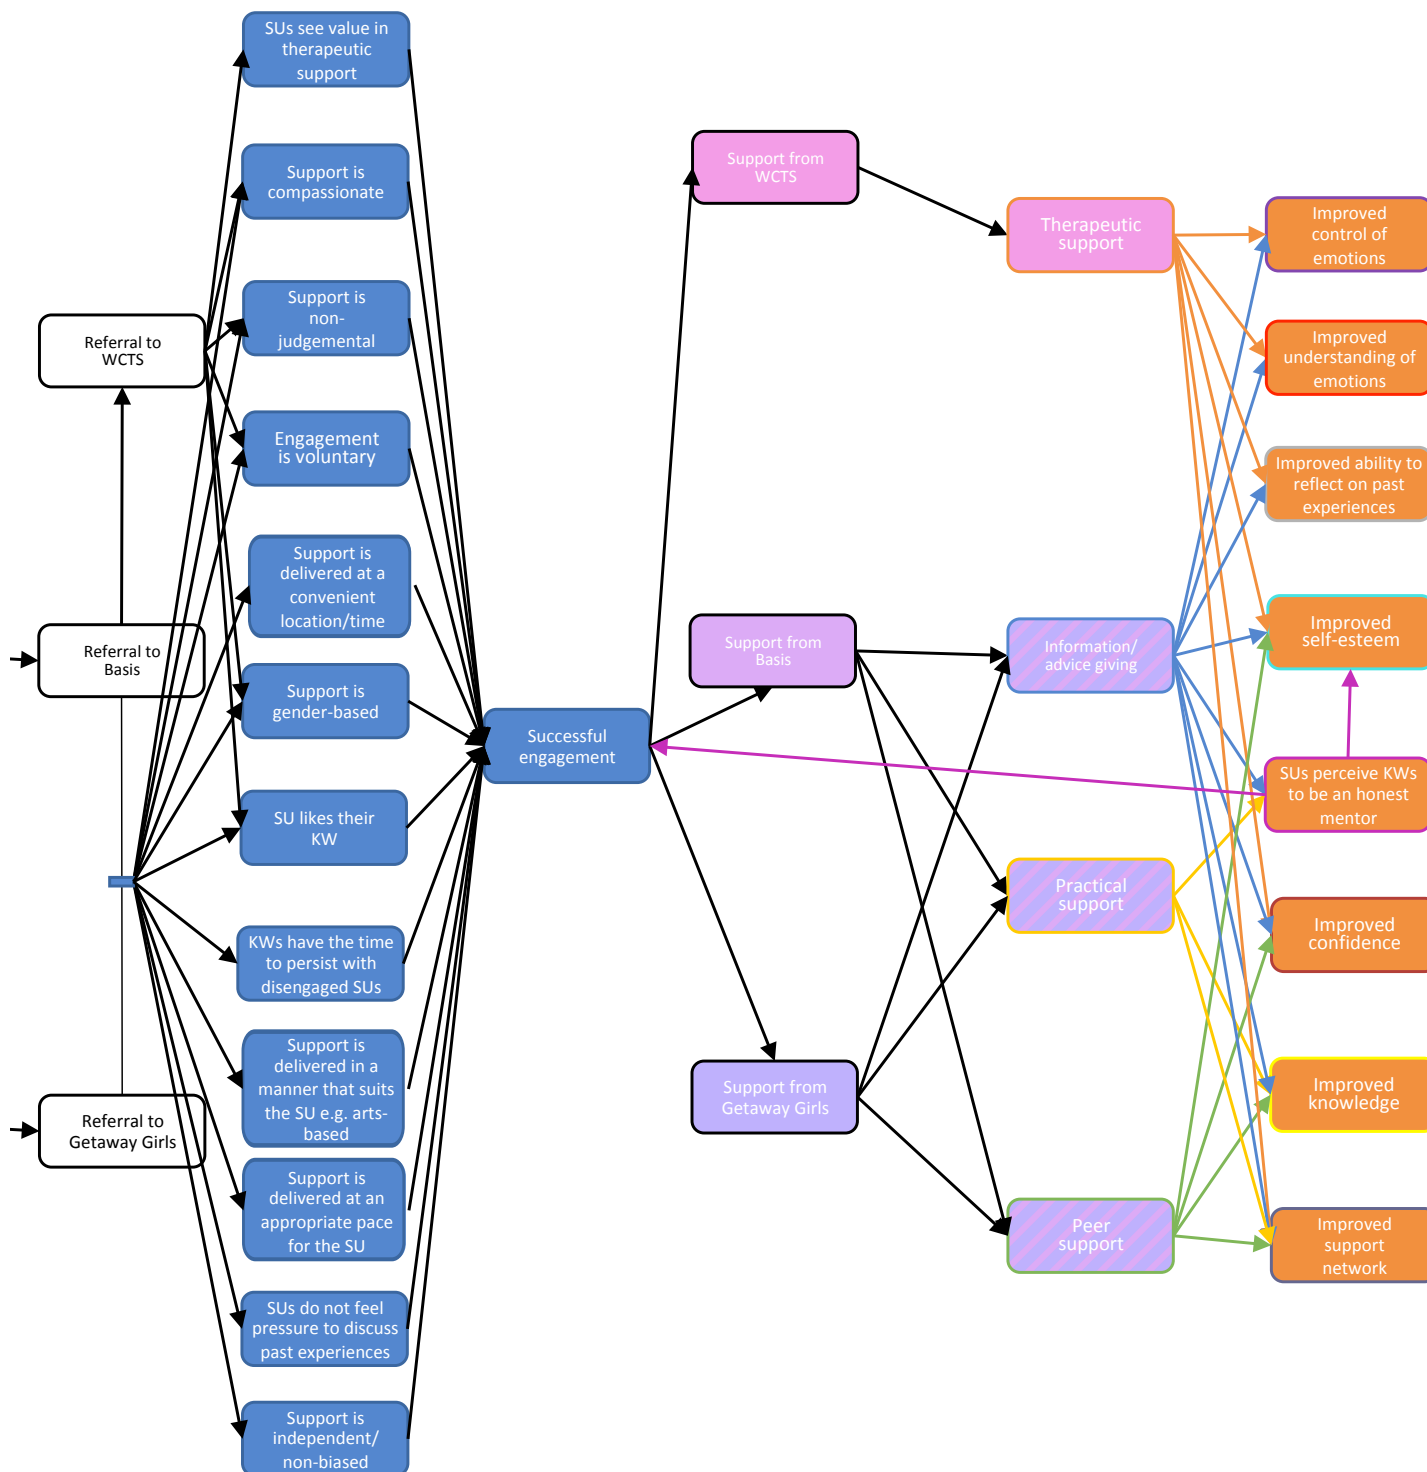 SUs see value in
therapeutic
support
Support is
compassionate
Support is
non-
judgemental
Engagement
is voluntary
Support is
delivered at a
convenient
location/time
Support is
gender-based
SU likes their
KW
KWs have the time
to persist with
disengaged SUs
Support is
delivered in a
manner that suits
the SU e.g. arts-
based
Support is
delivered at an
appropriate pace
for the SU
SUs do not feel
pressure to discuss
past experiences
Support is
independent/
non-biased
Referral to
WCTS
Referral to
Basis
Referral to
Getaway Girls
Successful
engagement
Support from
WCTS
Support from
Basis
Support from
Getaway Girls
Therapeutic
support
Information/
advice giving
Practical
support
Peer
support
Improved
control of
emotions
Improved
understanding of
emotions
Improved ability to
reflect on past
experiences
Improved
self-esteem
SUs perceive KWs
to be an honest
mentor
Improved
confidence
Improved
knowledge
Improved
support
network